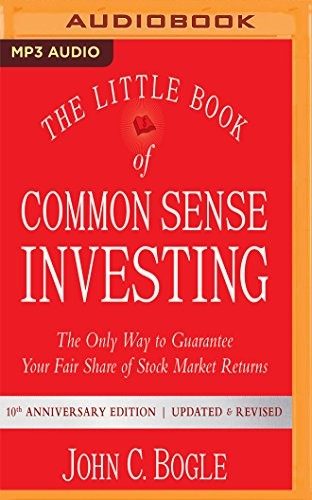 AUDIOBOOK
MP3 AUDIO
THE LITTLE BOOK
of
COMMON SENSE
INVESTING
The Only Way to Guarantee
Your Fair Share of Stock Market Returns
10th ANNIVERSARY EDITION | UPDATED & REVISED
JOHN C. BOGLE